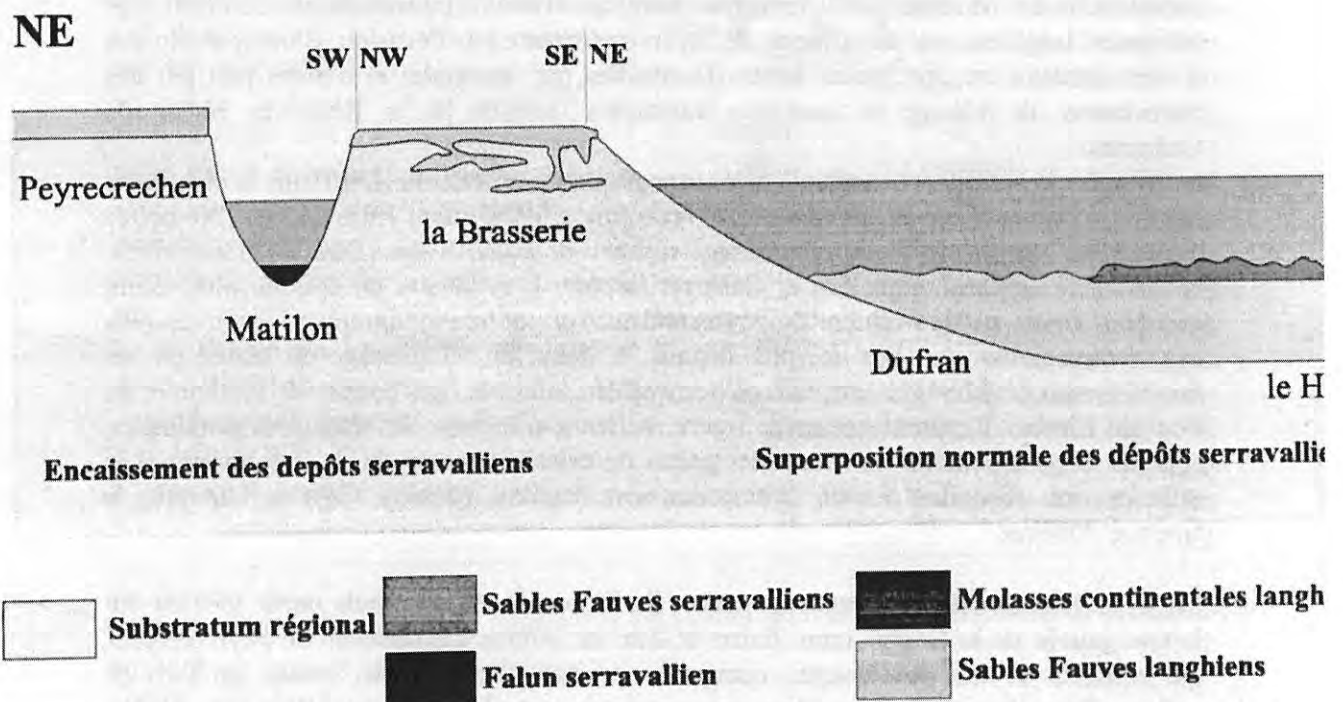 NE
SW NW SE NE
Peyrecrechen
la Brasserie
Matilon
Dufran
le H
Encaissement des depôts serravalliens
Superposition normale des dépôts serravallie
Substratum régional
Sables Fauves serravalliens
Molasses continentales langh
Falun serravallien
Sables Fauves langhiens